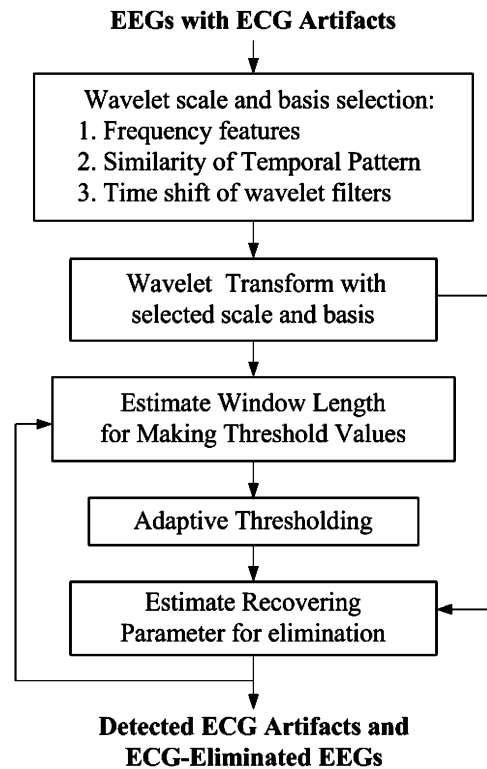 EEGs with ECG Artifacts
Wavelet scale and basis selection:
1. Frequency features
2. Similarity of Temporal Pattern
3. Time shift of wavelet filters
Wavelet Transform with
selected scale and basis
Estimate Window Length
for Making Threshold Values
Adaptive Thresholding
Estimate Recovering
Parameter for elimination
Detected ECG Artifacts and
ECG-Eliminated EEGs